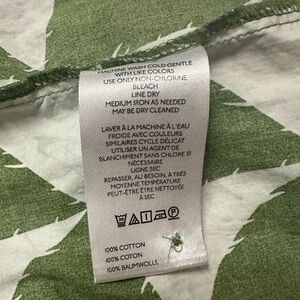 MACHINE WASH COLD GENTLE
WITH LIKE COLORS
USE ONLY NON-CHLORINE
BLEACH
LINE DRY
MEDIUM IRON AS NEEDED
MAY BE DRY CLEANED
LAVER À LA MACHINE À L'EAU
FROIDE AVEC COULEURS
SIMILAIRES CYCLE DÉLICAT
UTILISER UN AGENT DE
BLANCHIMENT SANS CHLORE SI
NÉCESSAIRE
LIGNE SEC
REPASSER, AU BESOIN, À TRÈS
MOYENNE TEMPÉRATURE
PEUT-ÊTRE ÊTRE NETTOYÉE
À SEC
100% COTTON
100% COTON
100% BAUMWOLLE